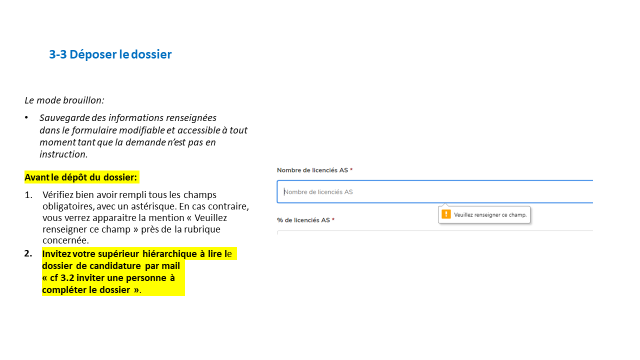 3-3 Déposer le dossier
Le mode brouillon:
• Sauvegarde des informations renseignées
dans le formulaire modifiable et accessible à tout
moment tant que la demande n'est pas en
instruction.
Avant le dépôt du dossier:
1. Vérifiez bien avoir rempli tous les champs
obligatoires, avec un astérisque. En cas contraire,
vous verrez apparaitre la mention « Veuillez
renseigner ce champ » près de la rubrique
concernée.
2. Invitez votre supérieur hiérarchique à lire le
dossier de candidature par mail
« cf 3.2 inviter une personne à
compléter le dossier ».
Nombre de licenciés AS *
Nombre de licenciés AS
! Veuillez renseigner ce champ.
% de licenciés AS *